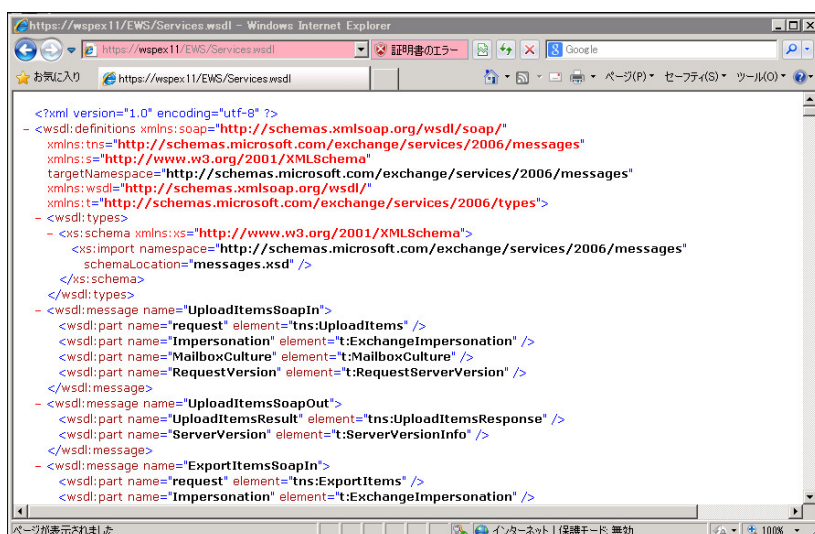 https://wspex11/EWS/Services.wsdl - Windows Internet Explorer
https://wspex11/EWS/Services.wsdl 証明書のエラー Google
お気に入り https://wspex11/EWS/Services.wsdl ページ(P) セーフティ(S) ツール(O)
<?xml version="1.0" encoding="utf-8" ?>
- <wsdl:definitions xmlns:soap="http://schemas.xmlsoap.org/wsdl/soap/"
xmlns:tns="http://schemas.microsoft.com/exchange/services/2006/messages"
xmlns:s="http://www.w3.org/2001/XMLSchema"
targetNamespace="http://schemas.microsoft.com/exchange/services/2006/messages"
xmlns:wsdl="http://schemas.xmlsoap.org/wsdl/"
xmlns:t="http://schemas.microsoft.com/exchange/services/2006/types">
- <wsdl:types>
- <xs:schema xmlns:xs="http://www.w3.org/2001/XMLSchema">
<xs:import namespace="http://schemas.microsoft.com/exchange/services/2006/messages"
schemaLocation="messages.xsd" />
</xs:schema>
</wsdl:types>
- <wsdl:message name="UploadItemsSoapIn">
<wsdl:part name="request" element="tns:UploadItems" />
<wsdl:part name="Impersonation" element="t:ExchangeImpersonation" />
<wsdl:part name="MailboxCulture" element="t:MailboxCulture" />
<wsdl:part name="RequestVersion" element="t:RequestServerVersion" />
</wsdl:message>
- <wsdl:message name="UploadItemsSoapOut">
<wsdl:part name="UploadItemsResult" element="tns:UploadItemsResponse" />
<wsdl:part name="ServerVersion" element="t:ServerVersionInfo" />
</wsdl:message>
- <wsdl:message name="ExportItemsSoapIn">
<wsdl:part name="request" element="tns:ExportItems" />
<wsdl:part name="Impersonation" element="t:ExchangeImpersonation" />
ページが表示されました インターネット | 保護モード: 無効 100%